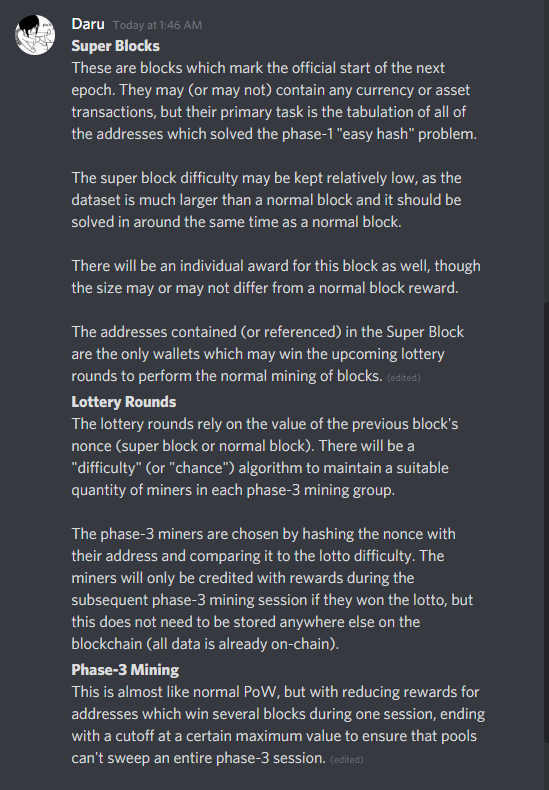 Daru Today at 1:46 AM
Super Blocks
These are blocks which mark the official start of the next
epoch. They may (or may not) contain any currency or asset
transactions, but their primary task is the tabulation of all of
the addresses which solved the phase-1 "easy hash" problem.
The super block difficulty may be kept relatively low, as the
dataset is much larger than a normal block and it should be
solved in around the same time as a normal block.
There will be an individual award for this block as well, though
the size may or may not differ from a normal block reward.
The addresses contained (or referenced) in the Super Block
are the only wallets which may win the upcoming lottery
rounds to perform the normal mining of blocks. (edited)
Lottery Rounds
The lottery rounds rely on the value of the previous block's
nonce (super block or normal block). There will be a
"difficulty" (or "chance") algorithm to maintain a suitable
quantity of miners in each phase-3 mining group.
The phase-3 miners are chosen by hashing the nonce with
their address and comparing it to the lotto difficulty. The
miners will only be credited with rewards during the
subsequent phase-3 mining session if they won the lotto, but
this does not need to be stored anywhere else on the
blockchain (all data is already on-chain).
Phase-3 Mining
This is almost like normal PoW, but with reducing rewards for
addresses which win several blocks during one session, ending
with a cutoff at a certain maximum value to ensure that pools
can't sweep an entire phase-3 session. (edited)